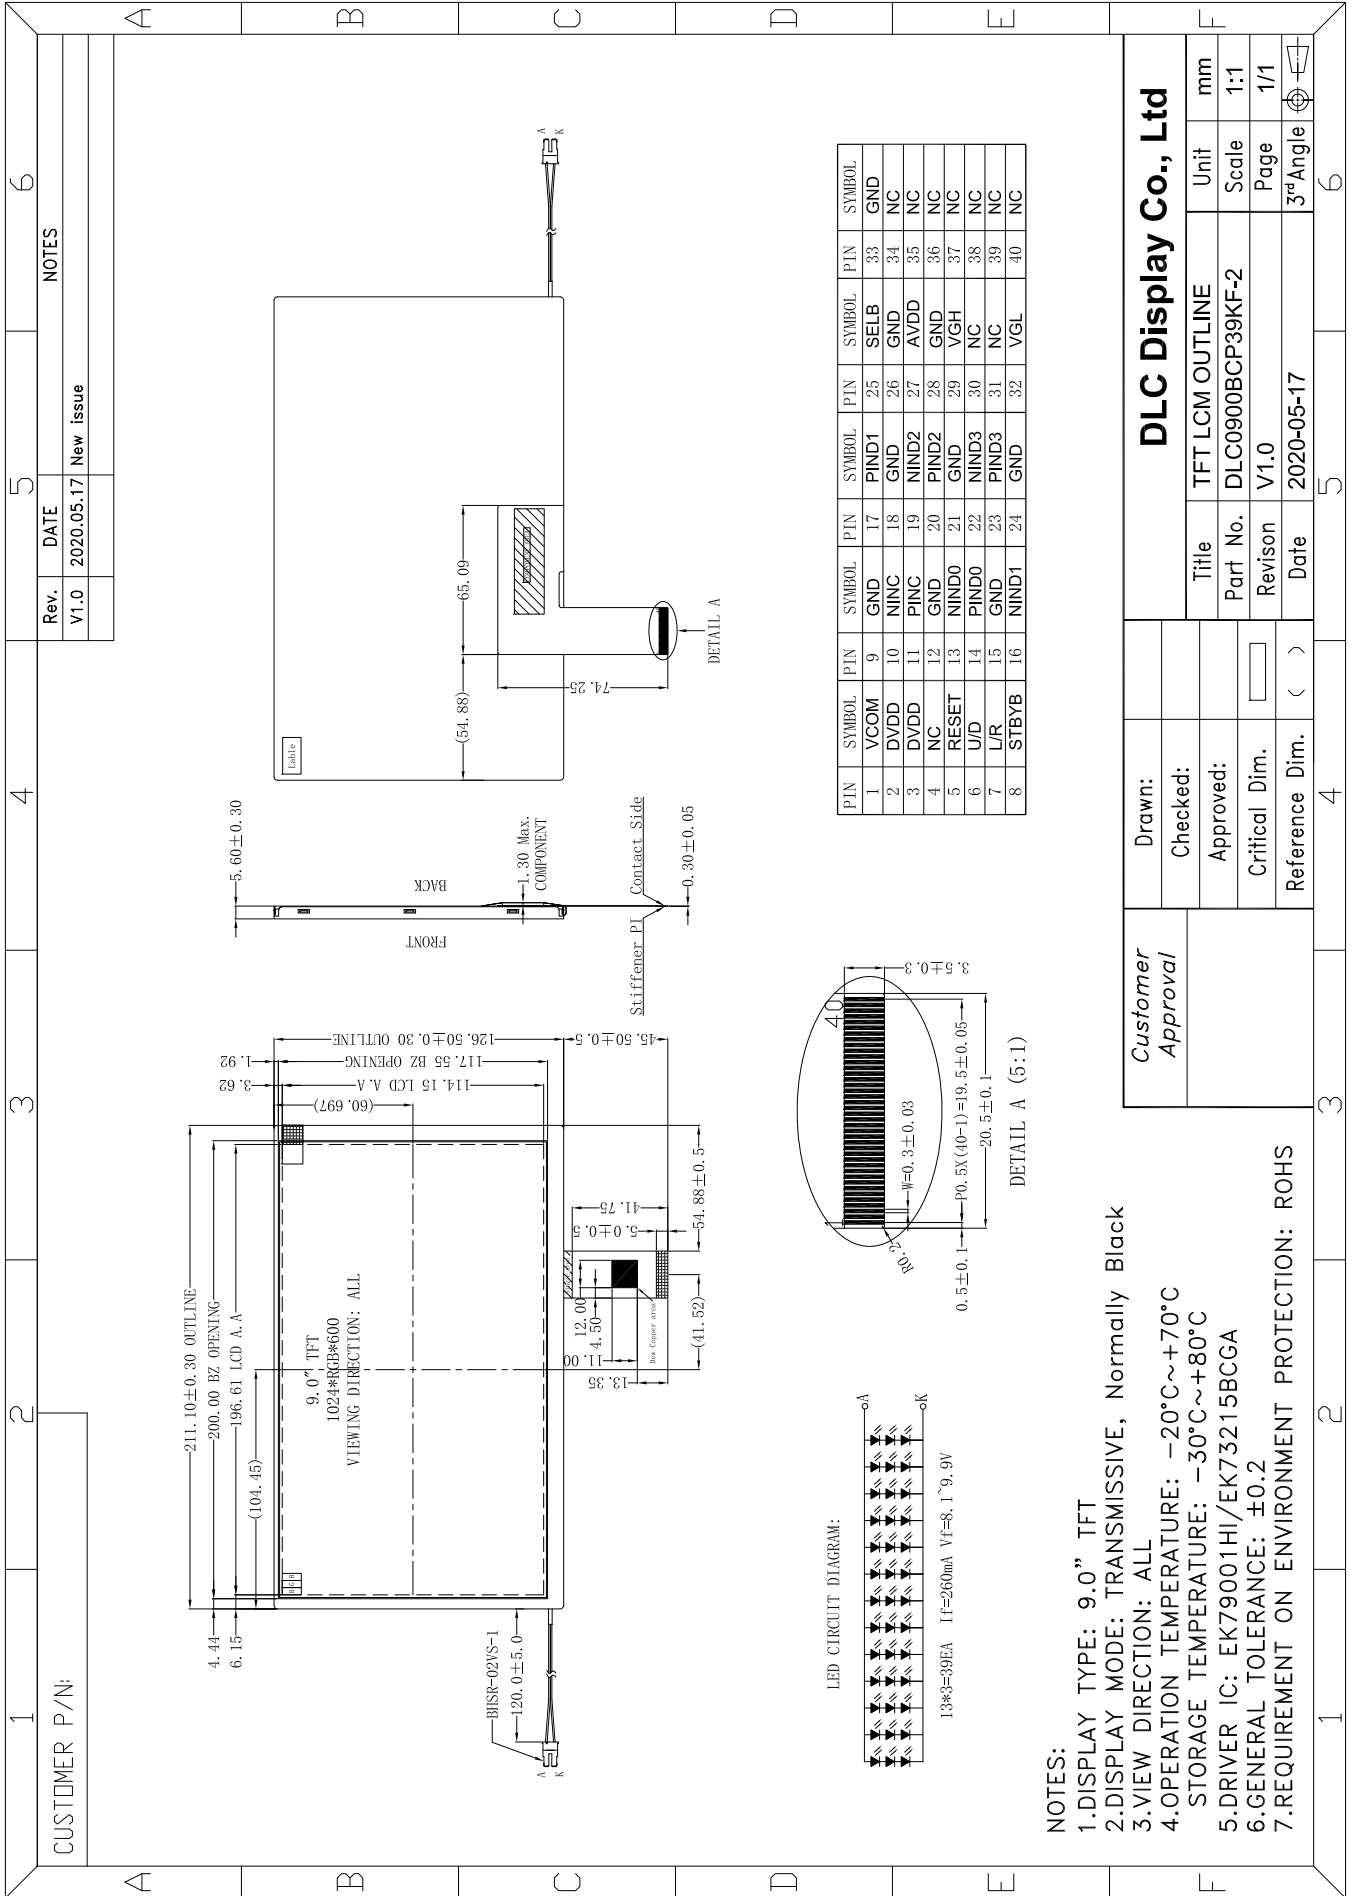 1
2
3
4
5
6
A
B
C
D
E
F
CUSTOMER P/N:
Rev. DATE NOTES
V1.0 2020.05.17 New issue
211.10±0.30 OUTLINE
200.00 BZ OPENING
196.61 LCD A.A
(104.45)
4.44
6.15
1.92
3.62
9.0" TFT
1024*RGB*600
VIEWING DIRECTION: ALL
R G B
(60.697)
114.15 LCD A.A
117.55 BZ OPENING
126.50±0.30 OUTLINE
45.50±0.5
BHSR-02VS-1
120.0±5.0
A
K
12.00
4.50
11.00
13.35
5.0±0.5
41.75
54.88±0.5
(41.52)
5.60±0.30
FRONT
BACK
1.30 Max.
COMPONENT
Stiffener PI
Contact Side
0.30±0.05
Lable
(54.88)
65.09
74.25
DETAIL A
A
K
LED CIRCUIT DIAGRAM:
A
K
13*3=39EA If=260mA Vf=8.1~9.9V
40
3.5±0.3
R0.2
W=0.3±0.03
0.5±0.1
P0.5X(40-1)=19.5±0.05
20.5±0.1
DETAIL A (5:1)
PIN SYMBOL PIN SYMBOL PIN SYMBOL PIN SYMBOL PIN SYMBOL
1 VCOM 9 GND 17 PIND1 25 SELB 33 GND
2 DVDD 10 NINC 18 GND 26 GND 34 NC
3 DVDD 11 PINC 19 NIND2 27 AVDD 35 NC
4 NC 12 GND 20 PIND2 28 GND 36 NC
5 RESET 13 NIND0 21 GND 29 VGH 37 NC
6 U/D 14 PIND0 22 NIND3 30 NC 38 NC
7 L/R 15 GND 23 PIND3 31 NC 39 NC
8 STBYB 16 NIND1 24 GND 32 VGL 40 NC
NOTES:
1.DISPLAY TYPE: 9.0" TFT
2.DISPLAY MODE: TRANSMISSIVE, Normally Black
3.VIEW DIRECTION: ALL
4.OPERATION TEMPERATURE: -20°C~+70°C
STORAGE TEMPERATURE: -30°C~+80°C
5.DRIVER IC: EK79001HI/EK73215BCGA
6.GENERAL TOLERANCE: ±0.2
7.REQUIREMENT ON ENVIRONMENT PROTECTION: ROHS
Customer
Approval
Drawn:
Checked:
Approved:
Critical Dim.
Reference Dim. ( )
DLC Display Co., Ltd
Title TFT LCM OUTLINE Unit mm
Part No. DLC0900BCP39KF-2 Scale 1:1
Revison V1.0 Page 1/1
Date 2020-05-17 3rd Angle
1
2
3
4
5
6
A
B
C
D
E
F